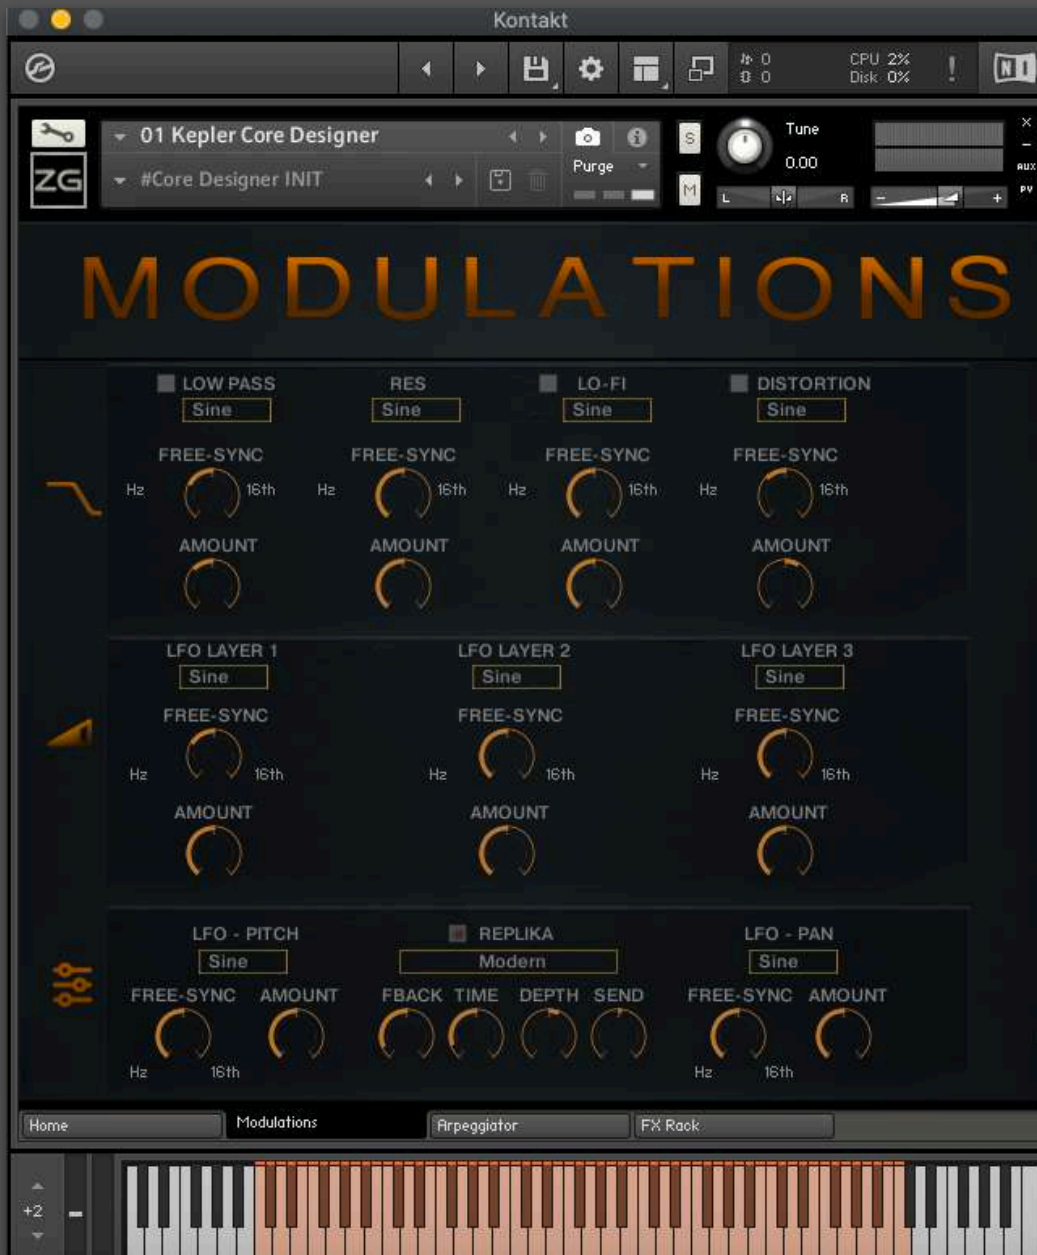 Kontakt
0
0
CPU 2%
Disk 0%
!
NI
01 Kepler Core Designer
#Core Designer INIT
Purge
ZG
S
M
Tune
0.00
L
R
-
+
×
-
AUX
PV
MODULATIONS
LOW PASS RES LO-FI DISTORTION
Sine Sine Sine Sine
FREE-SYNC FREE-SYNC FREE-SYNC FREE-SYNC
Hz 16th Hz 16th Hz 16th Hz 16th
AMOUNT AMOUNT AMOUNT AMOUNT
LFO LAYER 1 LFO LAYER 2 LFO LAYER 3
Sine Sine Sine
FREE-SYNC FREE-SYNC FREE-SYNC
Hz 16th Hz 16th Hz 16th
AMOUNT AMOUNT AMOUNT
LFO - PITCH REPLIKA LFO - PAN
Sine Modern Sine
FREE-SYNC AMOUNT FBACK TIME DEPTH SEND FREE-SYNC AMOUNT
Hz 16th Hz 16th
Home Modulations Arpeggiator FX Rack
+2